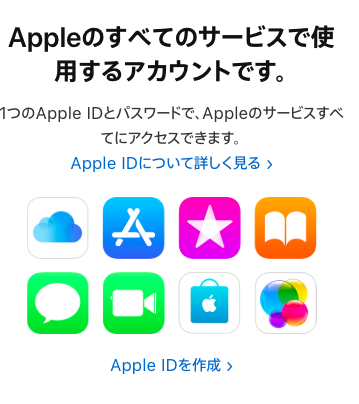 Appleのすべてのサービスで使
用するアカウントです。
1つのApple IDとパスワードで、Appleのサービスすべ
てにアクセスできます。
Apple IDについて詳しく見る ›
Apple IDを作成 ›